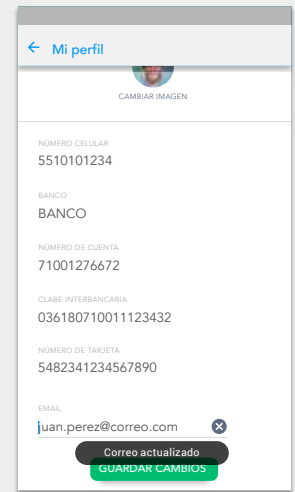 Mi perfil
CAMBIAR IMAGEN
NÚMERO CELULAR
5510101234
BANCO
BANCO
NÚMERO DE CUENTA
71001276672
CLABE INTERBANCARIA
036180710011123432
NÚMERO DE TARJETA
5482341234567890
EMAIL
juan.perez@correo.com
Correo actualizado
GUARDAR CAMBIOS